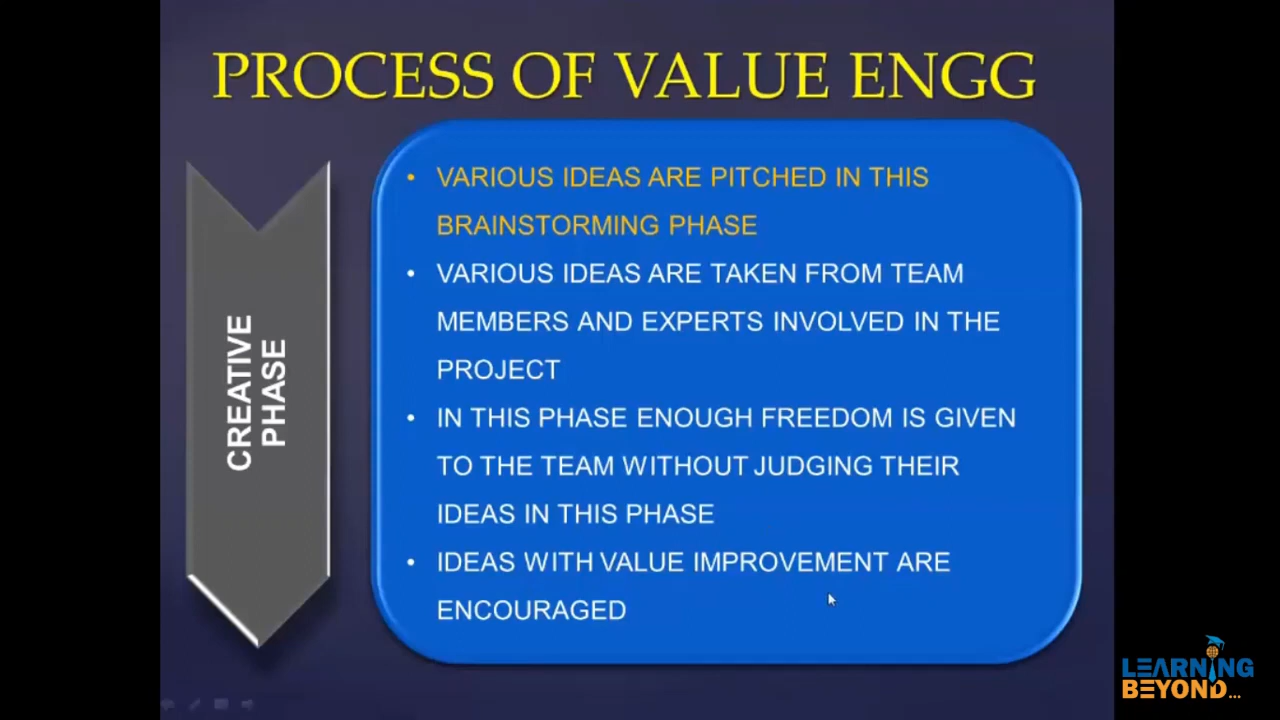 PROCESS OF VALUE ENGG
CREATIVE
PHASE
• VARIOUS IDEAS ARE PITCHED IN THIS
BRAINSTORMING PHASE
• VARIOUS IDEAS ARE TAKEN FROM TEAM
MEMBERS AND EXPERTS INVOLVED IN THE
PROJECT
• IN THIS PHASE ENOUGH FREEDOM IS GIVEN
TO THE TEAM WITHOUT JUDGING THEIR
IDEAS IN THIS PHASE
• IDEAS WITH VALUE IMPROVEMENT ARE
ENCOURAGED
LEARNING
BEYOND...